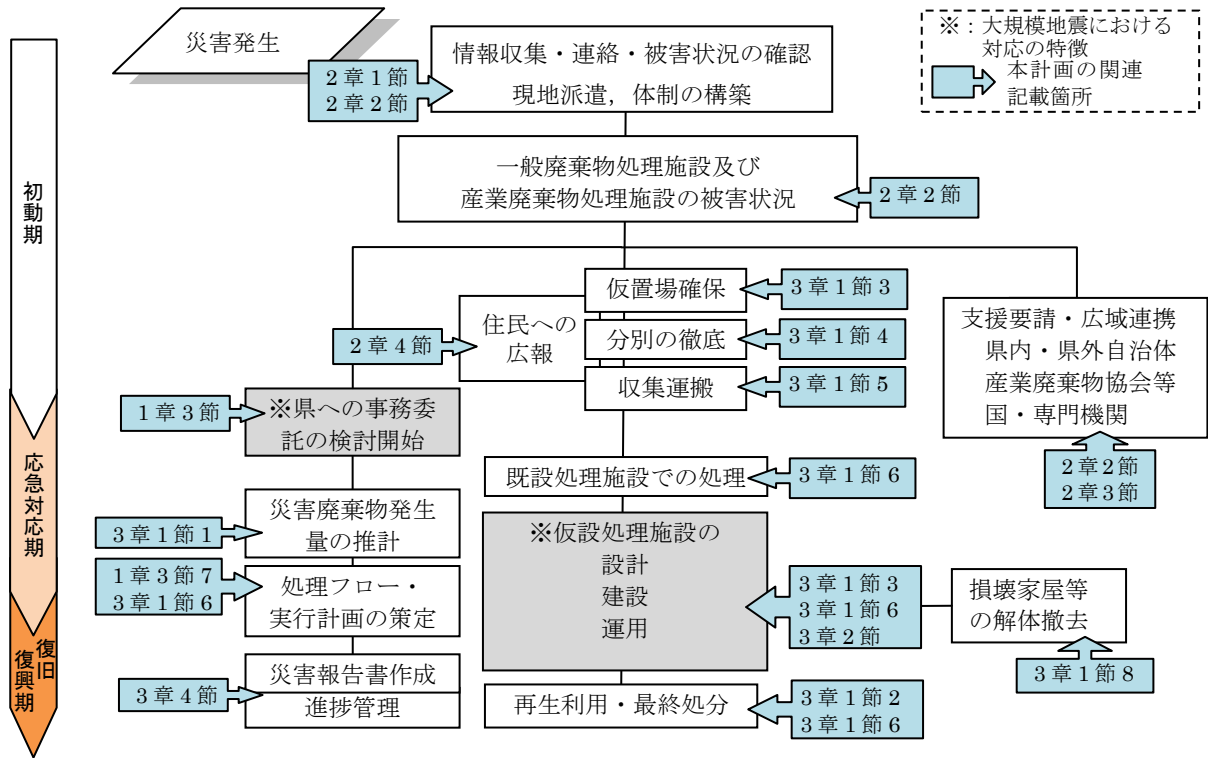 災害発生
情報収集・連絡・被害状況の確認
現地派遣，体制の構築
2章1節
2章2節
※：大規模地震における
対応の特徴
本計画の関連
記載箇所
初動期
応急対応期
復旧
復興期
一般廃棄物処理施設及び
産業廃棄物処理施設の被害状況
2章2節
仮置場確保
3章1節3
住民への
広報
2章4節
分別の徹底
3章1節4
収集運搬
3章1節5
支援要請・広域連携
県内・県外自治体
産業廃棄物協会等
国・専門機関
2章2節
2章3節
1章3節
※県への事務委
託の検討開始
既設処理施設での処理
3章1節6
3章1節1
災害廃棄物発生
量の推計
※仮設処理施設の
設計
建設
運用
3章1節3
3章1節6
3章2節
損壊家屋等
の解体撤去
3章1節8
1章3節7
3章1節6
処理フロー・
実行計画の策定
3章4節
災害報告書作成
進捗管理
再生利用・最終処分
3章1節2
3章1節6